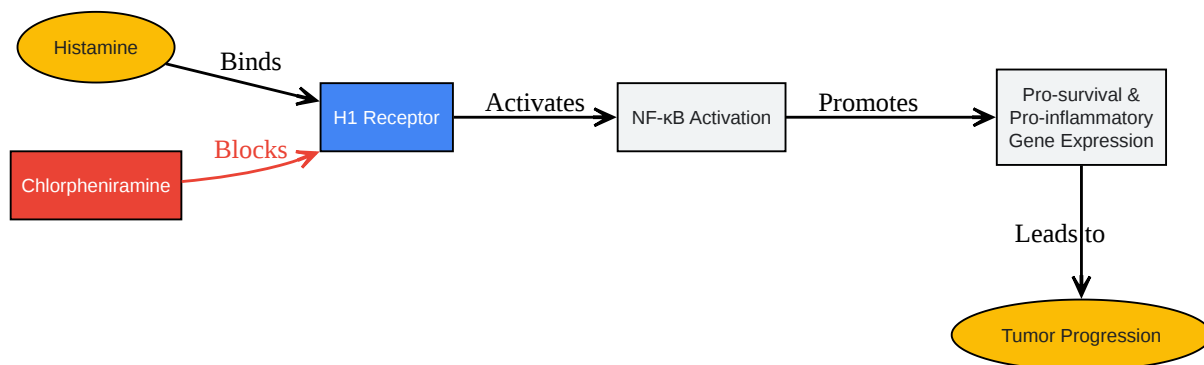 Histamine
Binds
H1 Receptor
Activates
NF-κB Activation
Promotes
Pro-survival &
Pro-inflammatory
Gene Expression
Chlorpheniramine
Blocks
Leads to
Tumor Progression